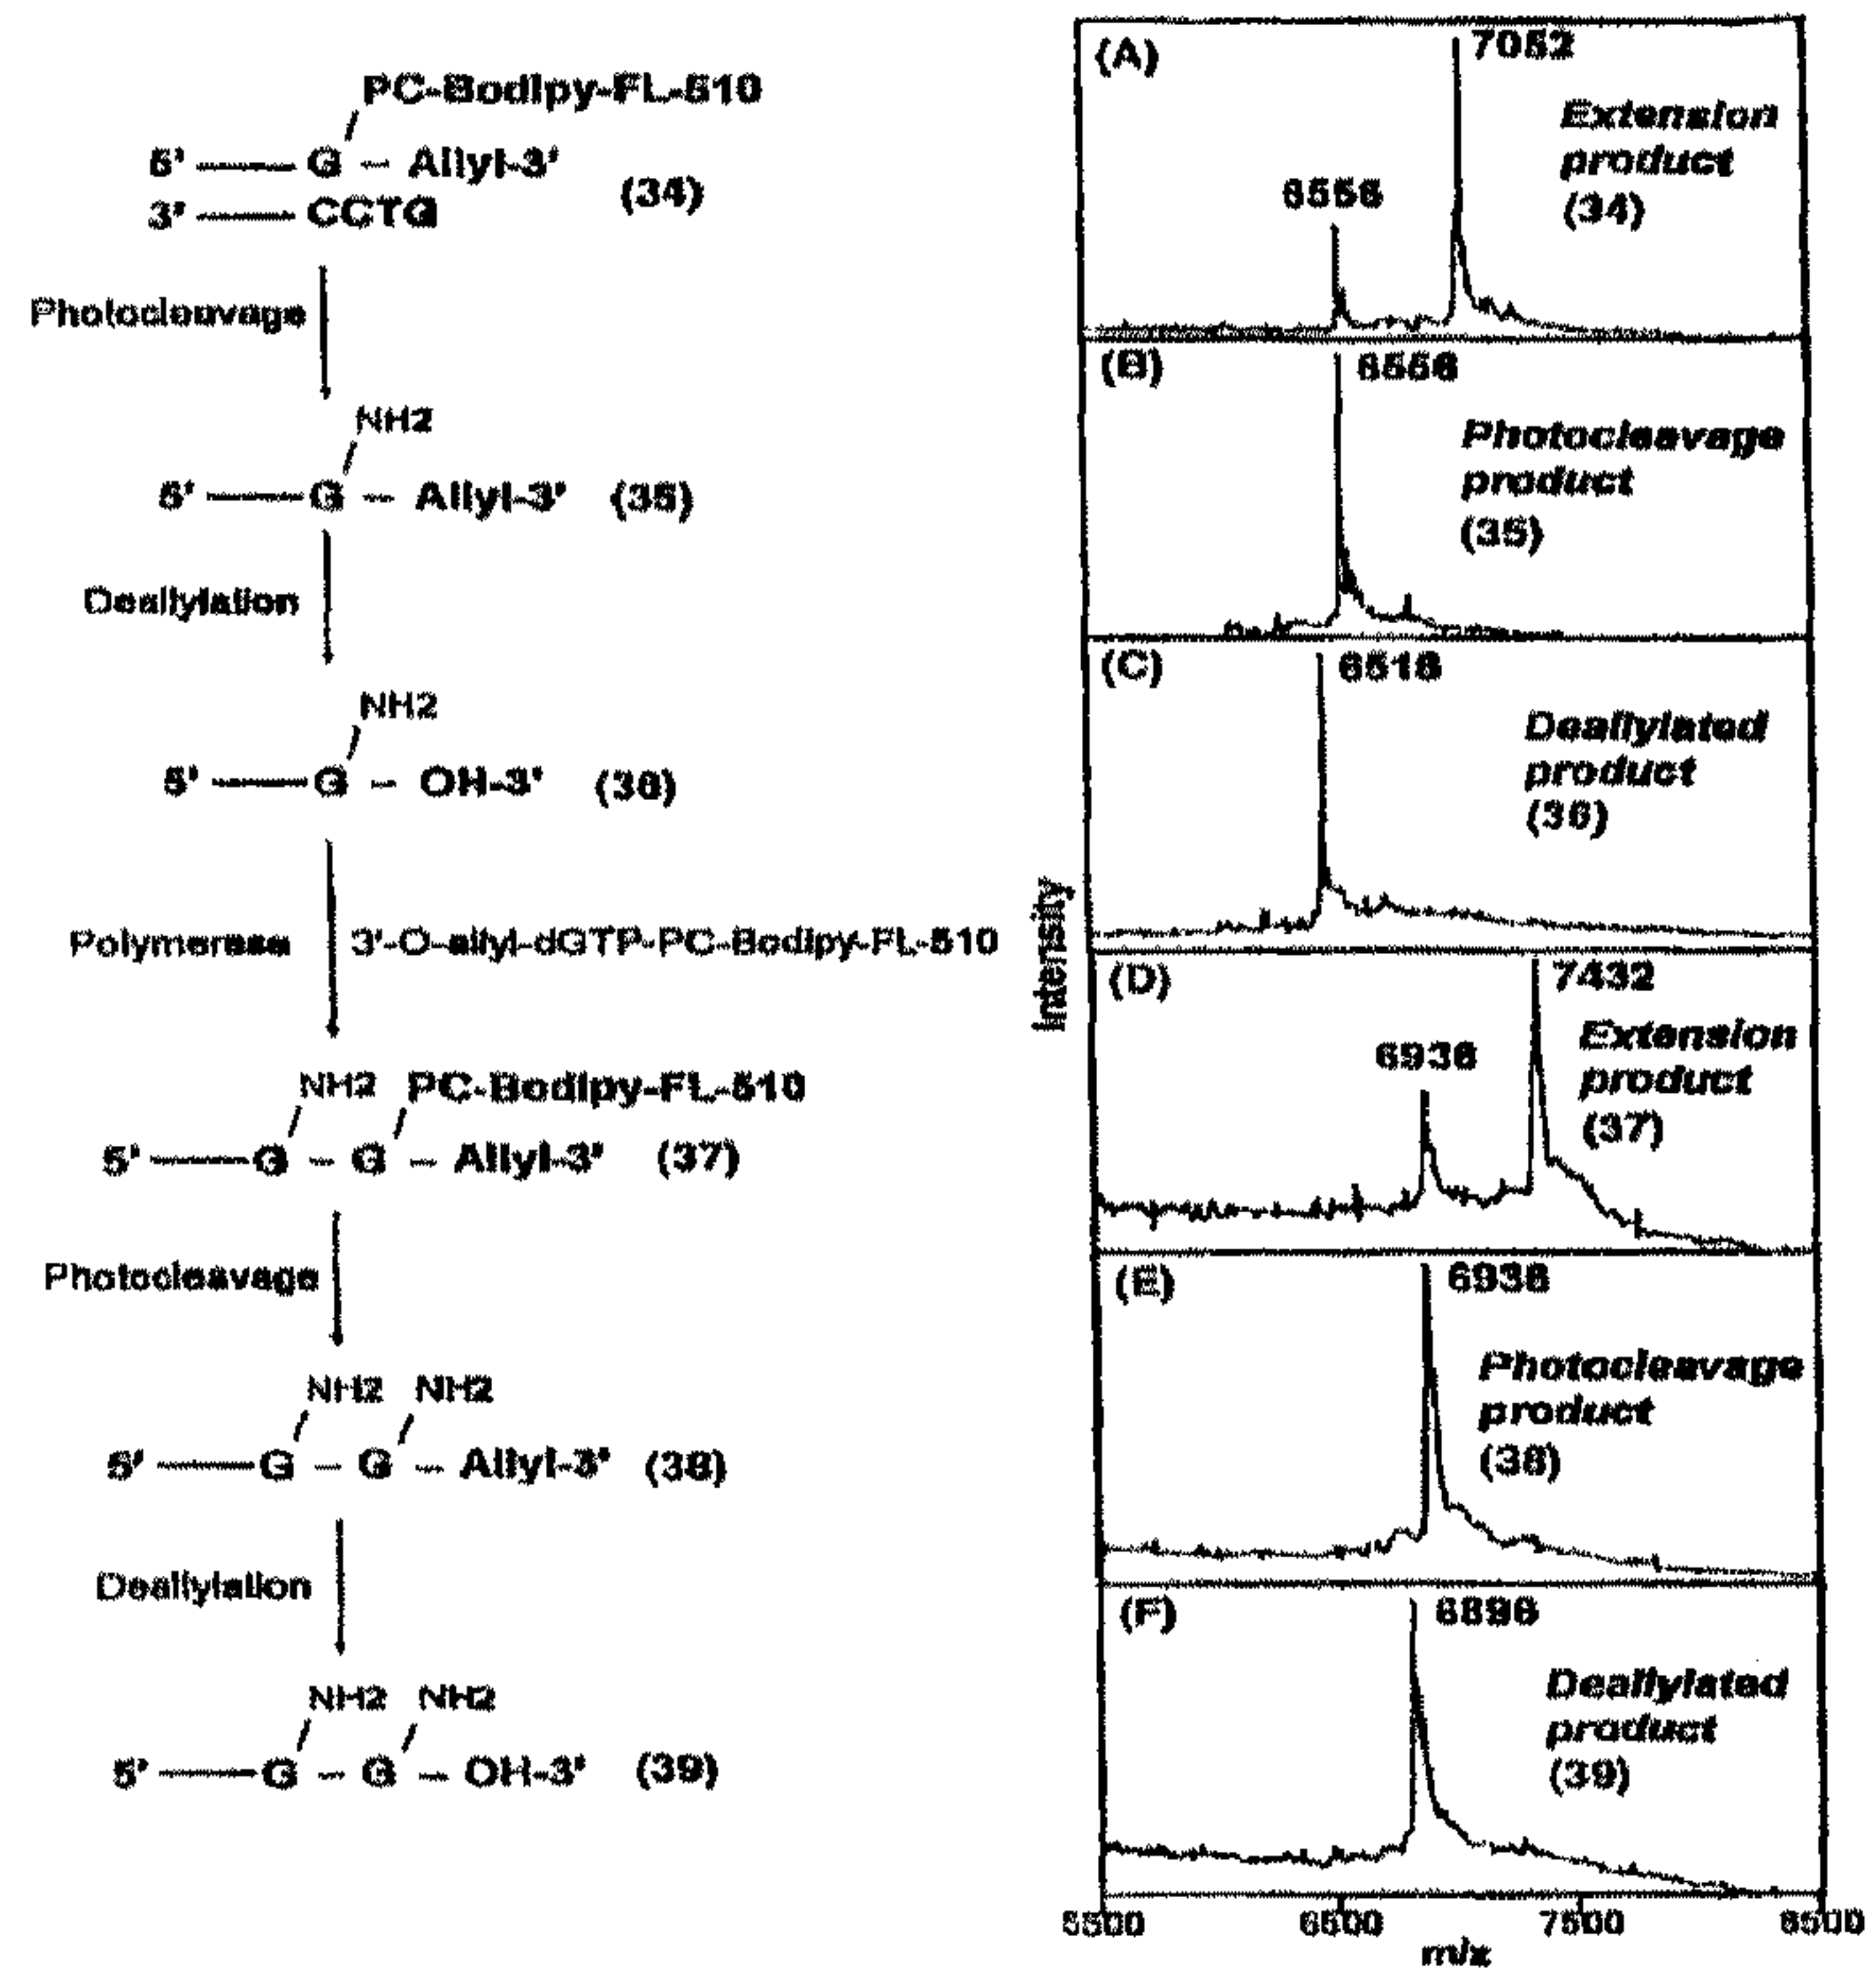 PC-Bodipy-FL-510
5' G - Allyl-3'
(34)
3' CCTG
Photocleavage
NH2
5' G - Allyl-3' (35)
Deallylation
NH2
5' G - OH-3' (36)
Polymerase 3'-O-allyl-dGTP-PC-Bodipy-FL-510
NH2 PC-Bodipy-FL-510
5' G - G - Allyl-3' (37)
Photocleavage
NH2 NH2
5' G - G - Allyl-3' (38)
Deallylation
NH2 NH2
5' G - G - OH-3' (39)
Intensity
(A) 7052
6556
Extension
product
(34)
(B) 6556
Photocleavage
product
(35)
(C) 6516
Deallylated
product
(36)
(D) 7432
6936
Extension
product
(37)
(E) 6936
Photocleavage
product
(38)
(F) 6896
Deallylated
product
(39)
5500 6500 7500 8500
m/z